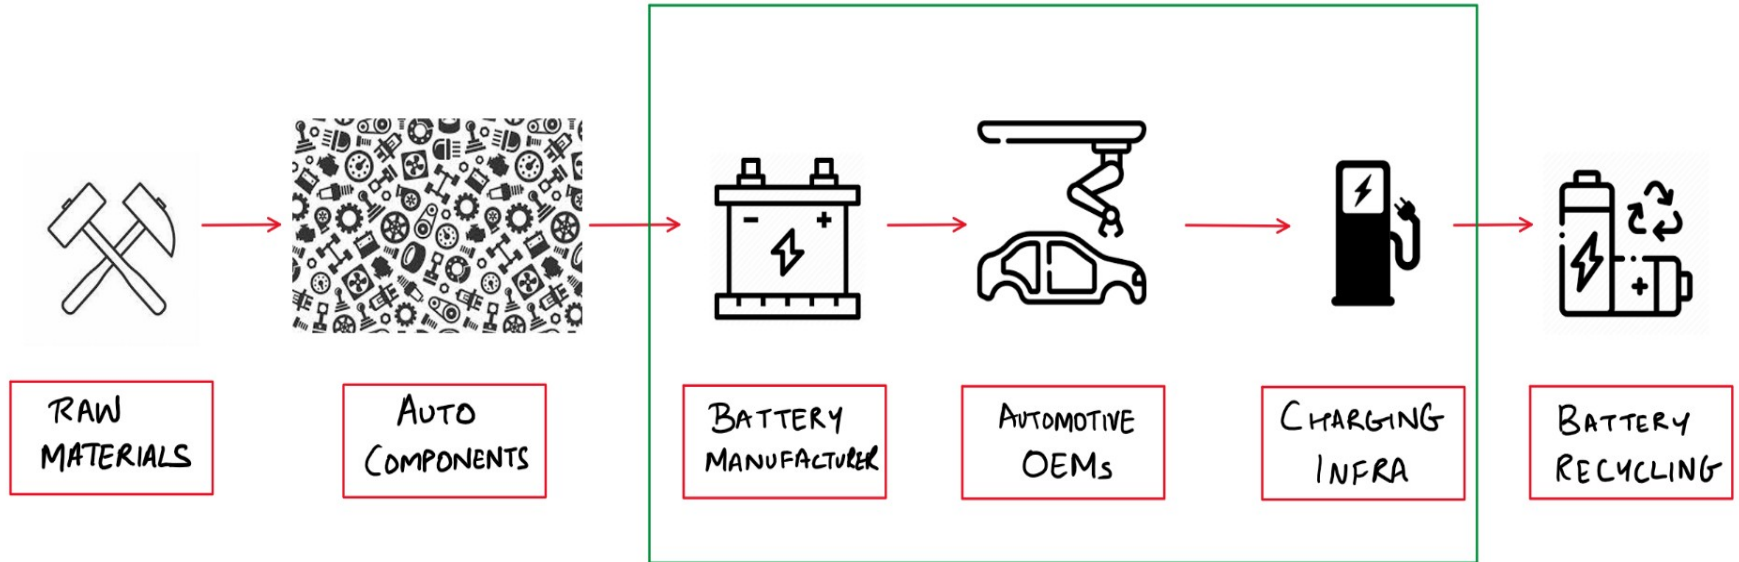 RAW
MATERIALS
AUTO
COMPONENTS
BATTERY
MANUFACTURER
AUTOMOTIVE
OEMs
CHARGING
INFRA
BATTERY
RECYCLING